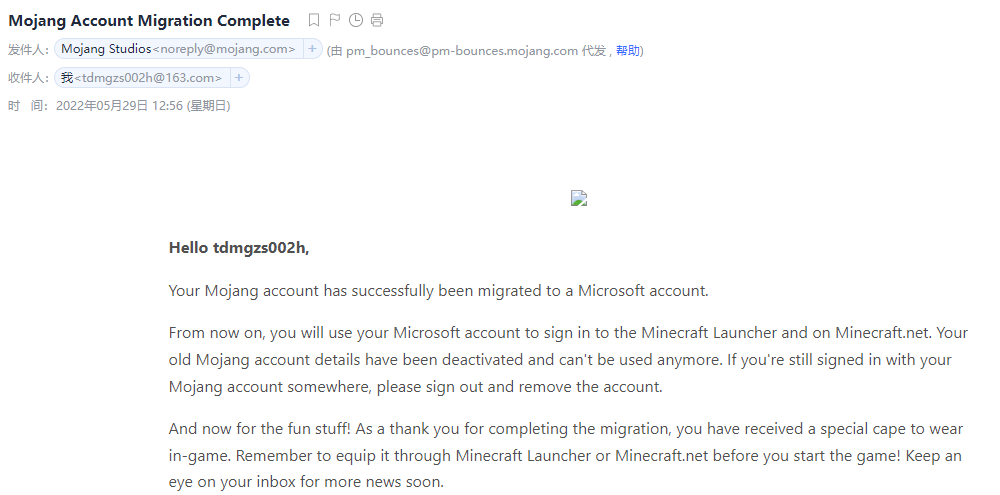 Mojang Account Migration Complete
发件人： Mojang Studios<noreply@mojang.com> + (由 pm_bounces@pm-bounces.mojang.com 代发 , 帮助)
收件人： 我<tdmgzs002h@163.com> +
时 间： 2022年05月29日 12:56 (星期日)
Hello tdmgzs002h,
Your Mojang account has successfully been migrated to a Microsoft account.
From now on, you will use your Microsoft account to sign in to the Minecraft Launcher and on Minecraft.net. Your
old Mojang account details have been deactivated and can't be used anymore. If you're still signed in with your
Mojang account somewhere, please sign out and remove the account.
And now for the fun stuff! As a thank you for completing the migration, you have received a special cape to wear
in-game. Remember to equip it through Minecraft Launcher or Minecraft.net before you start the game! Keep an
eye on your inbox for more news soon.